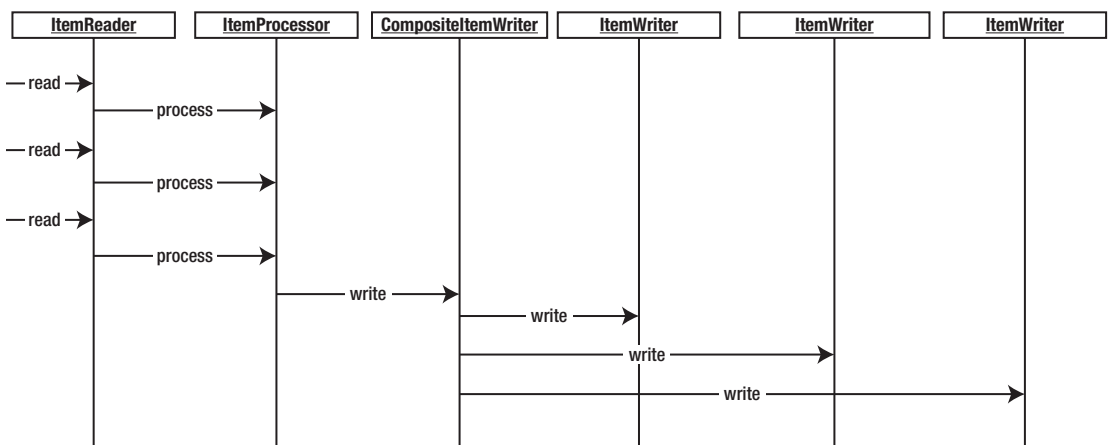 ItemReader ItemProcessor CompositeItemWriter ItemWriter ItemWriter ItemWriter
read
process
read
process
read
process
write
write
write
write